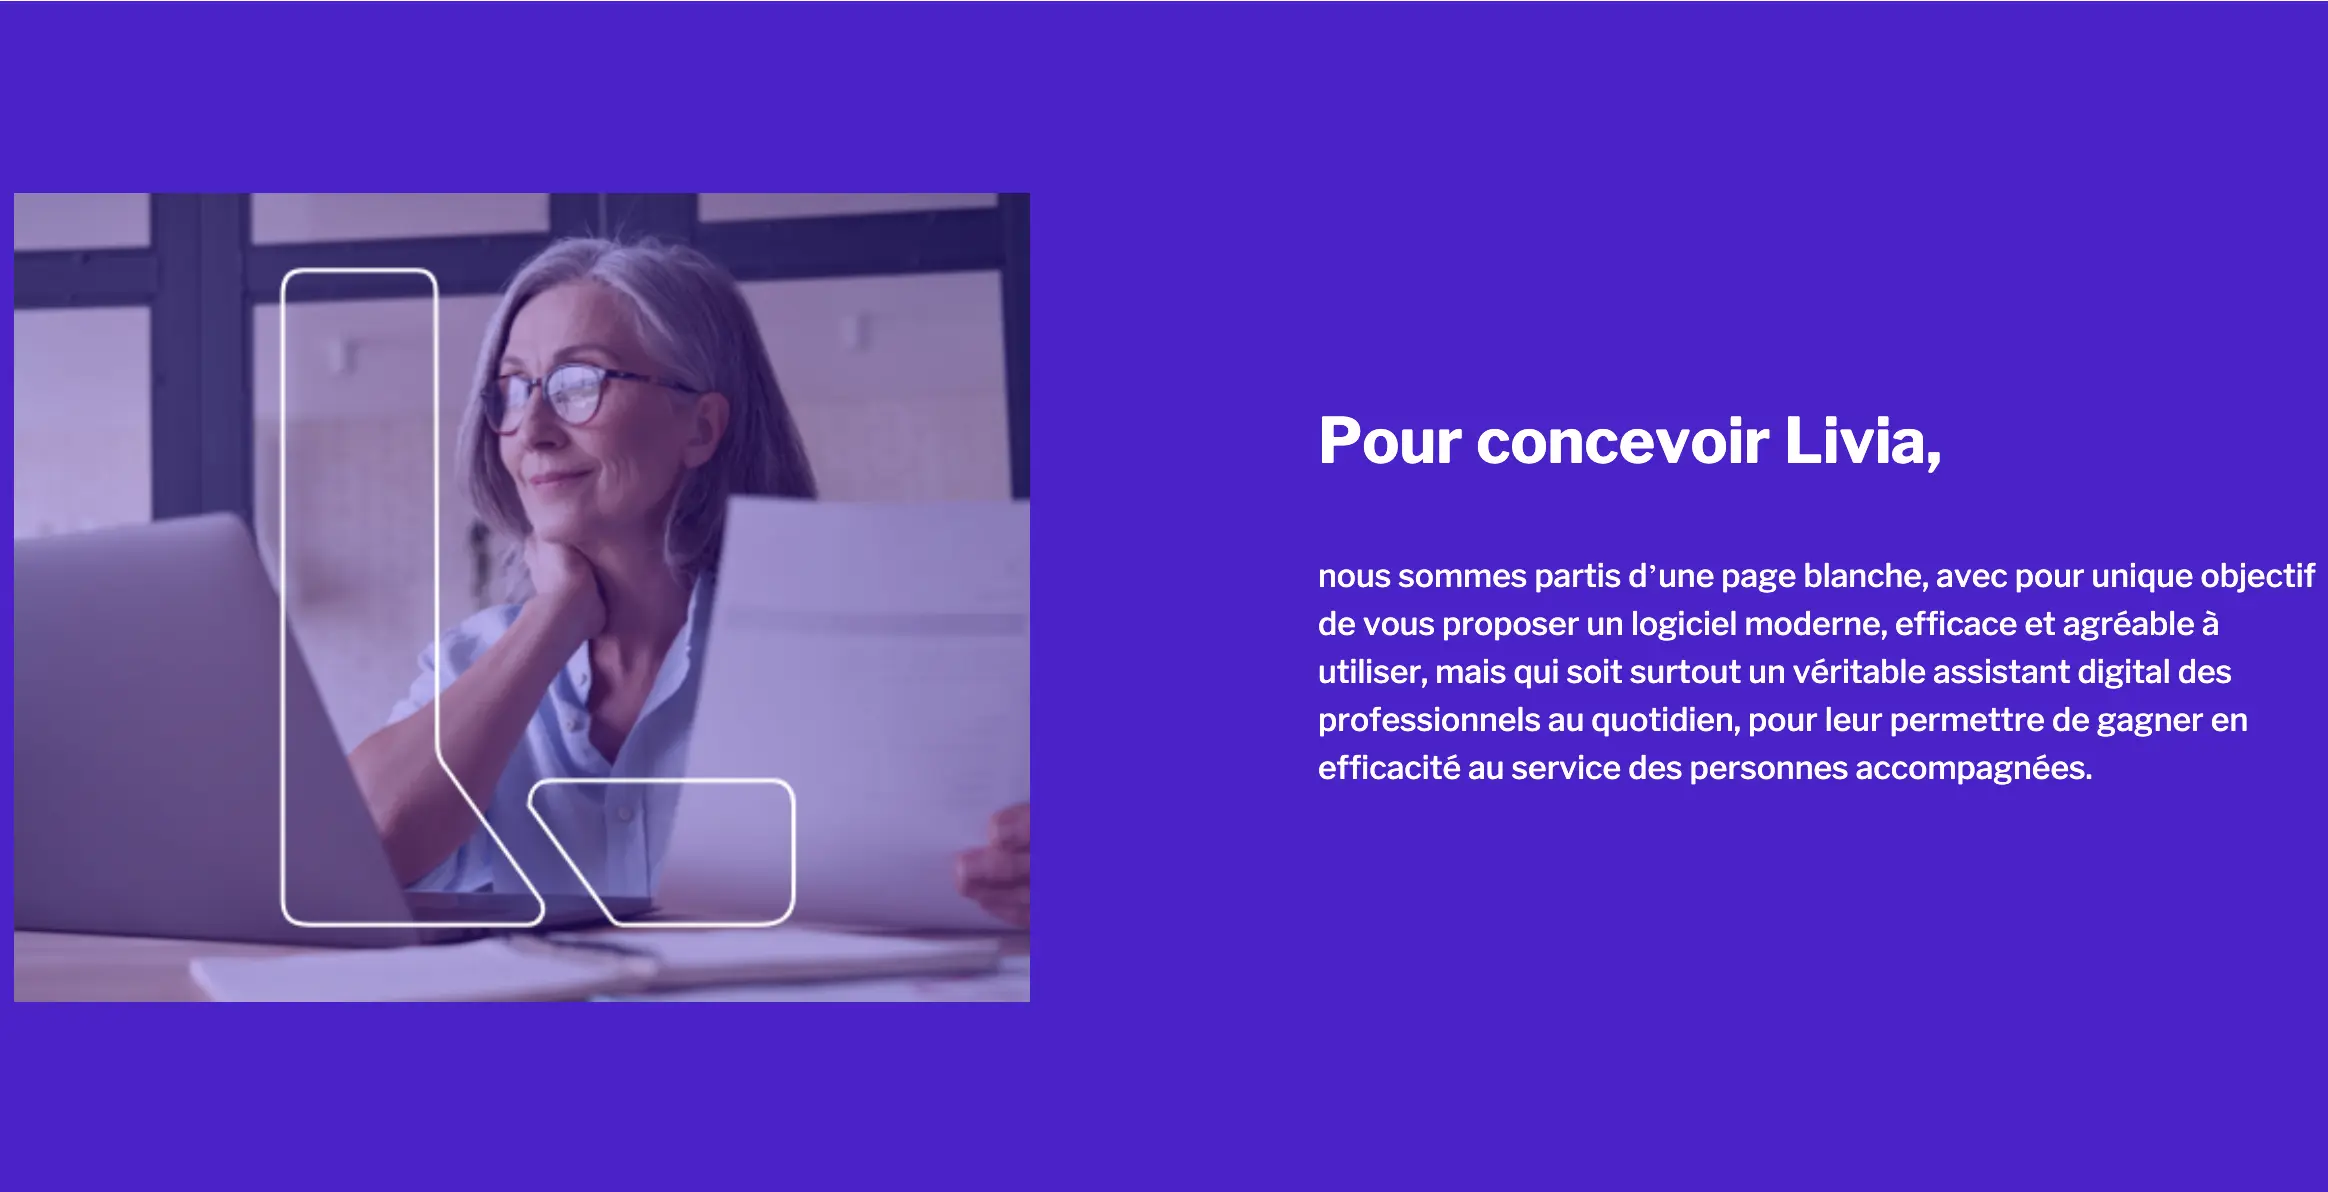 Pour concevoir Livia,
nous sommes partis d’une page blanche, avec pour unique objectif
de vous proposer un logiciel moderne, efficace et agréable à
utiliser, mais qui soit surtout un véritable assistant digital des
professionnels au quotidien, pour leur permettre de gagner en
efficacité au service des personnes accompagnées.